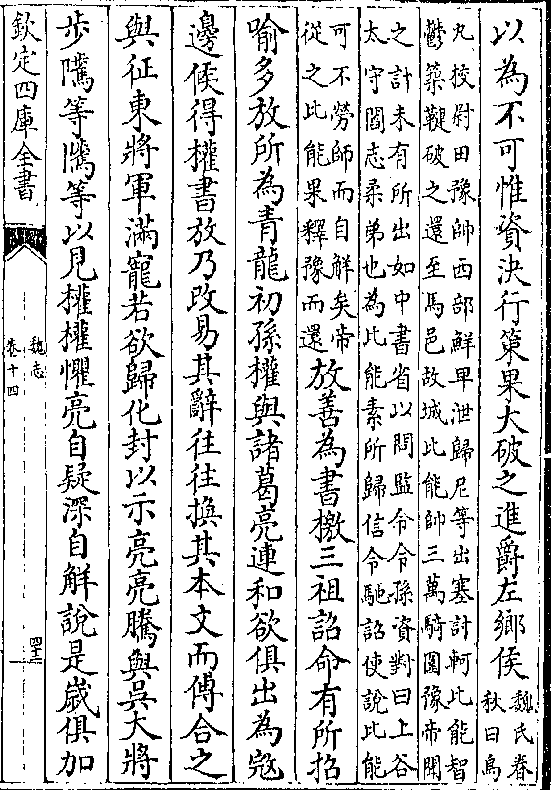 以為不可惟資決行策果大破之進爵左鄉侯魏氏春
秋曰烏
丸校尉田豫帥西部鮮卑泄歸尼等出塞討軻比能智
鬱築鞬破之還至馬邑故城比能帥三萬騎圍豫帝聞
之計未有所出如中書省以問監令令孫資對曰上谷
太守閻志柔弟也為比能素所歸信令馳詔使說比能
可不勞師而自解矣帝
從之比能果釋豫而還
放善為書檄三祖詔命有所招
喻多放所為青龍初孫權與諸葛亮連和欲俱出為寇
邊候得權書放乃改易其辭往往換其本文而傅合之
與征東將軍滿寵若欲歸化封以示亮亮騰與吳大將
步隲等隲等以見權權懼亮自疑深自解說是歲俱加
欽定四庫全書
魏志
卷十四
四十二